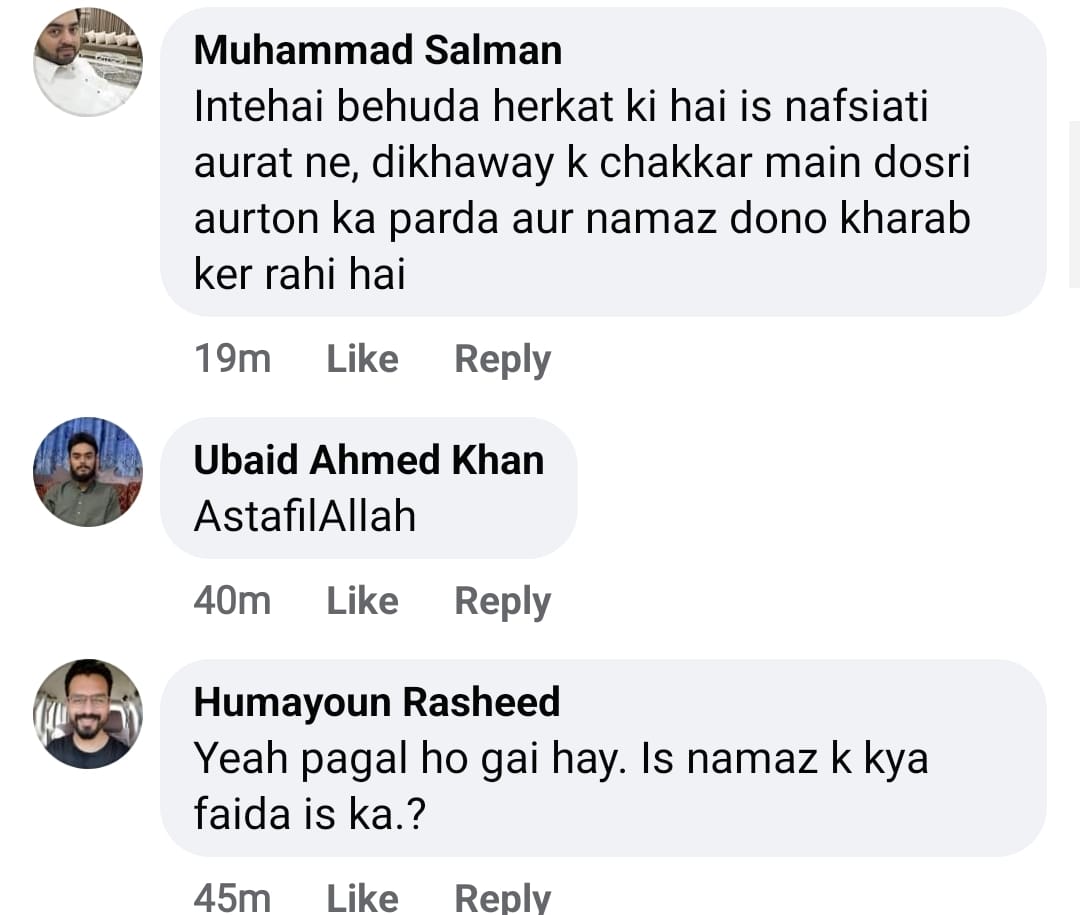 Muhammad Salman
Intehai behuda herkat ki hai is nafsiati
aurat ne, dikhaway k chakkar main dosri
aurton ka parda aur namaz dono kharab
ker rahi hai
19m Like Reply
Ubaid Ahmed Khan
AstafilAllah
40m Like Reply
Humayoun Rasheed
Yeah pagal ho gai hay. Is namaz k kya
faida is ka.?
45m Like Reply